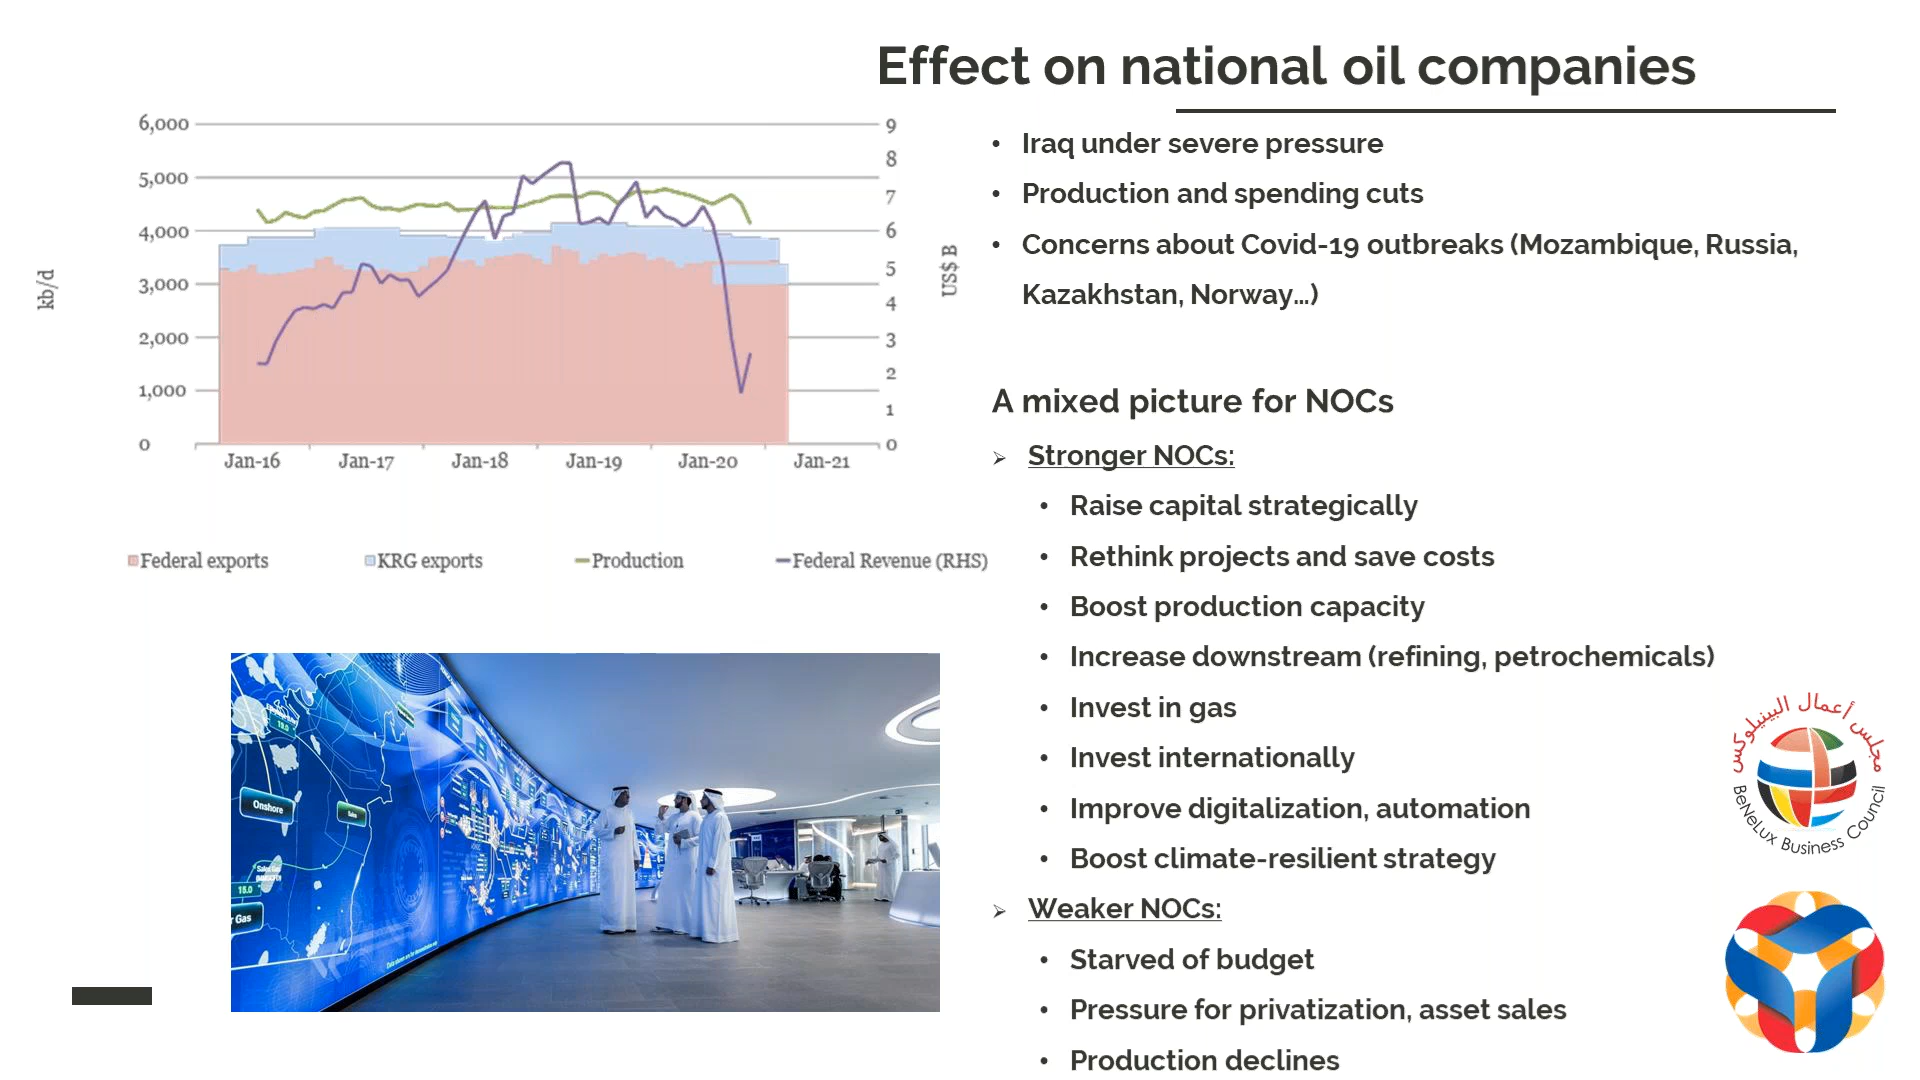 Effect on national oil companies
6,000
5,000
4,000
3,000
2,000
1,000
0
kb/d
9
8
7
6
5
4
3
2
1
0
US$ B
Jan-16
Jan-17
Jan-18
Jan-19
Jan-20
Jan-21
Federal exports
KRG exports
Production
Federal Revenue (RHS)
• Iraq under severe pressure
• Production and spending cuts
• Concerns about Covid-19 outbreaks (Mozambique, Russia,
Kazakhstan, Norway…)
A mixed picture for NOCs
➢ Stronger NOCs:
• Raise capital strategically
• Rethink projects and save costs
• Boost production capacity
• Increase downstream (refining, petrochemicals)
• Invest in gas
• Invest internationally
• Improve digitalization, automation
• Boost climate-resilient strategy
➢ Weaker NOCs:
• Starved of budget
• Pressure for privatization, asset sales
• Production declines
Onshore
Sales
19.0
15.0
r Gas
مجلس أعمال البينيلوكس
BeNeLux Business Council